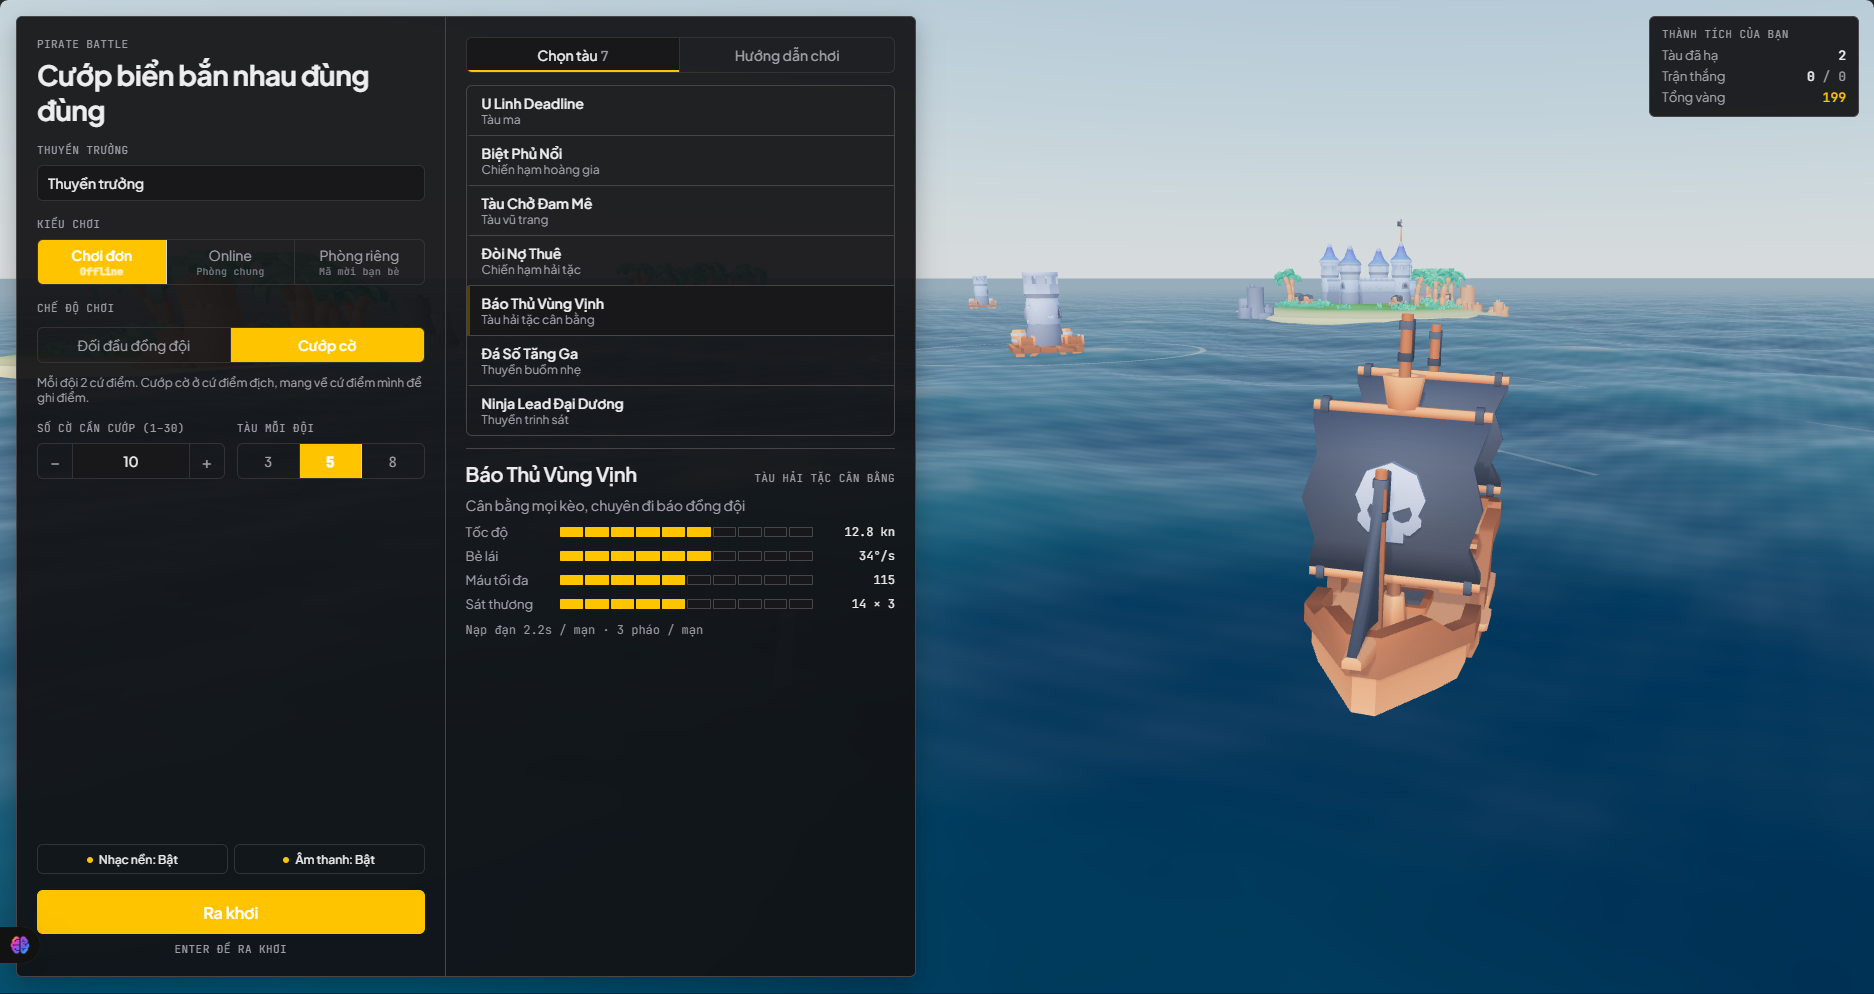 PIRATE BATTLE
Cướp biển bắn nhau đùng
đùng
THUYỀN TRƯỞNG
Thuyền trưởng
KIỂU CHƠI
Chơi đơn
Offline
Online
Phòng chung
Phòng riêng
Mã mời bạn bè
CHẾ ĐỘ CHƠI
Đối đầu đồng đội
Cướp cờ
Mỗi đội 2 cứ điểm. Cướp cờ ở cứ điểm địch, mang về cứ điểm mình để
ghi điểm.
SỐ CỜ CẦN CƯỚP (1–30)
– 10 +
TÀU MỖI ĐỘI
3 5 8
Nhạc nền: Bật
Âm thanh: Bật
Ra khơi
ENTER ĐỂ RA KHƠI
Chọn tàu 7
Hướng dẫn chơi
U Linh Deadline
Tàu ma
Biệt Phủ Nổi
Chiến hạm hoàng gia
Tàu Chở Đam Mê
Tàu vũ trang
Đòi Nợ Thuê
Chiến hạm hải tặc
Báo Thủ Vùng Vịnh
Tàu hải tặc cân bằng
Đá Số Tăng Ga
Thuyền buồm nhẹ
Ninja Lead Đại Dương
Thuyền trinh sát
Báo Thủ Vùng Vịnh
TÀU HẢI TẶC CÂN BẰNG
Cân bằng mọi kèo, chuyên đi báo đồng đội
Tốc độ 12.8 kn
Bẻ lái 34°/s
Máu tối đa 115
Sát thương 14 × 3
Nạp đạn 2.2s / mạn · 3 pháo / mạn
THÀNH TÍCH CỦA BẠN
Tàu đã hạ 2
Trận thắng 0 / 0
Tổng vàng 199